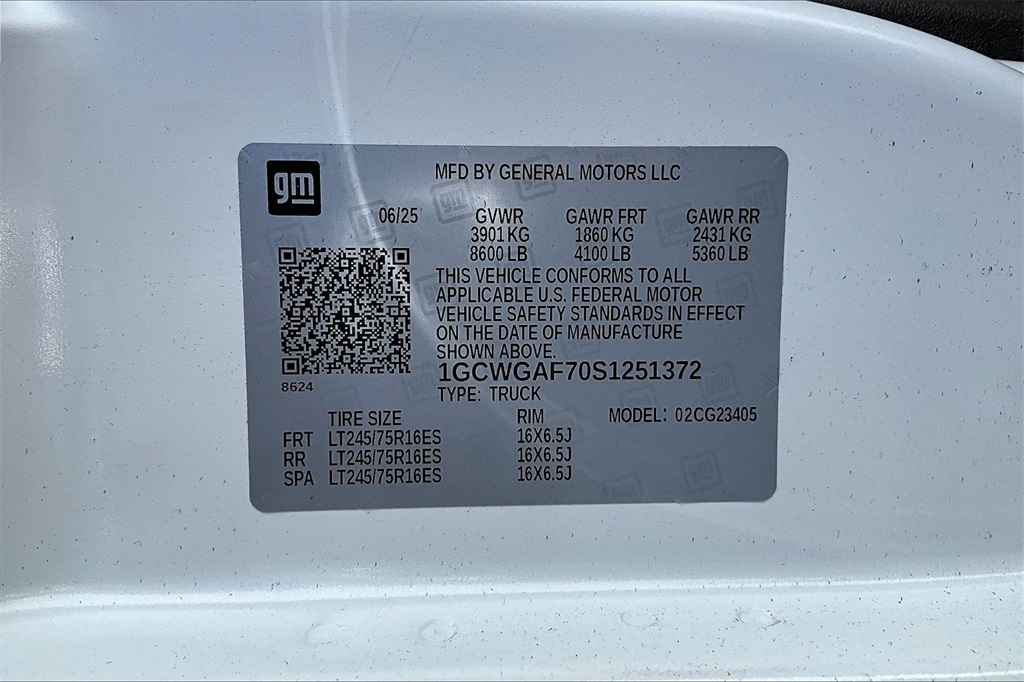 gm
MFD BY GENERAL MOTORS LLC
06/25 GVWR GAWR FRT GAWR RR
3901 KG 1860 KG 2431 KG
8600 LB 4100 LB 5360 LB
THIS VEHICLE CONFORMS TO ALL
APPLICABLE U.S. FEDERAL MOTOR
VEHICLE SAFETY STANDARDS IN EFFECT
ON THE DATE OF MANUFACTURE
SHOWN ABOVE.
8624
1GCWGAF70S1251372
TYPE: TRUCK
TIRE SIZE RIM MODEL: 02CG23405
FRT LT245/75R16ES 16X6.5J
RR LT245/75R16ES 16X6.5J
SPA LT245/75R16ES 16X6.5J